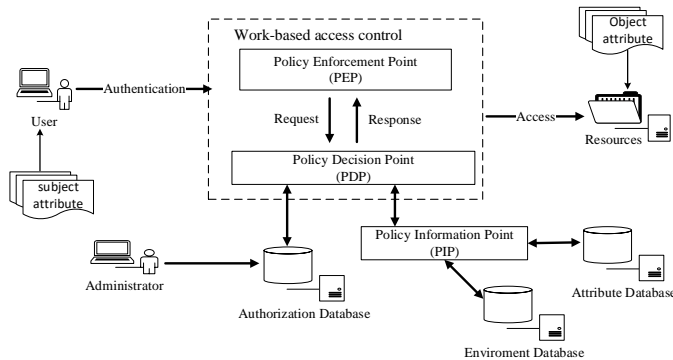 Work-based access control
Object
attribute
Policy Enforcement Point
(PEP)
Authentication
User
Request
Response
Access
Resources
Policy Decision Point
(PDP)
subject
attribute
Policy Information Point
(PIP)
Administrator
Authorization Database
Attribute Database
Enviroment Database